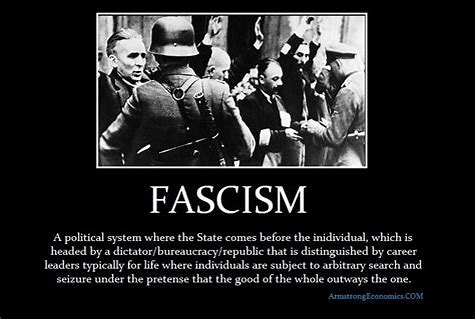 FASCISM
A political system where the State comes before the inidividual, which is
headed by a dictator/bureaucracy/republic that is distinguished by career
leaders typically for life where individuals are subject to arbitrary search and
seizure under the pretense that the good of the whole outways the one.
ArmstrongEconomics.COM